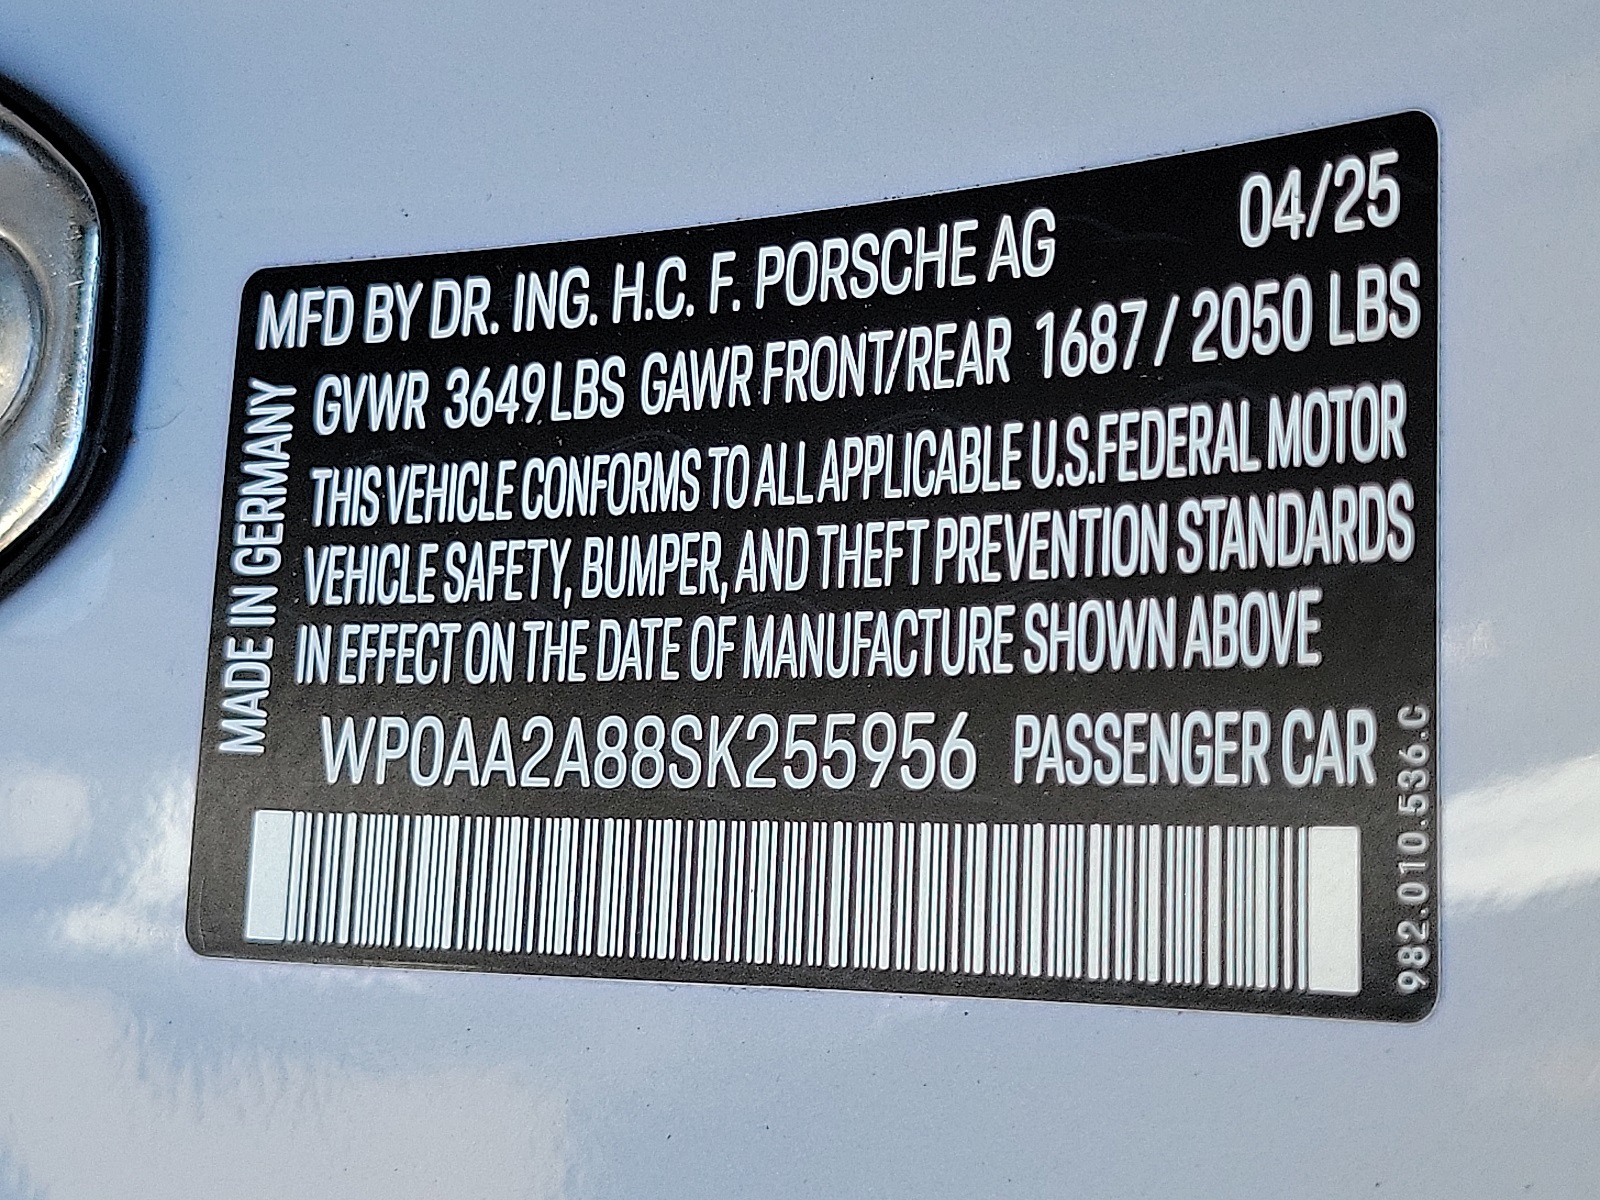 MFD BY DR. ING. H.C. F. PORSCHE AG 04/25
GVWR 3649 LBS GAWR FRONT/REAR 1687 / 2050 LBS
THIS VEHICLE CONFORMS TO ALL APPLICABLE U.S.FEDERAL MOTOR
VEHICLE SAFETY, BUMPER, AND THEFT PREVENTION STANDARDS
IN EFFECT ON THE DATE OF MANUFACTURE SHOWN ABOVE
WP0AA2A88SK255956 PASSENGER CAR
MADE IN GERMANY
982.010.536.G